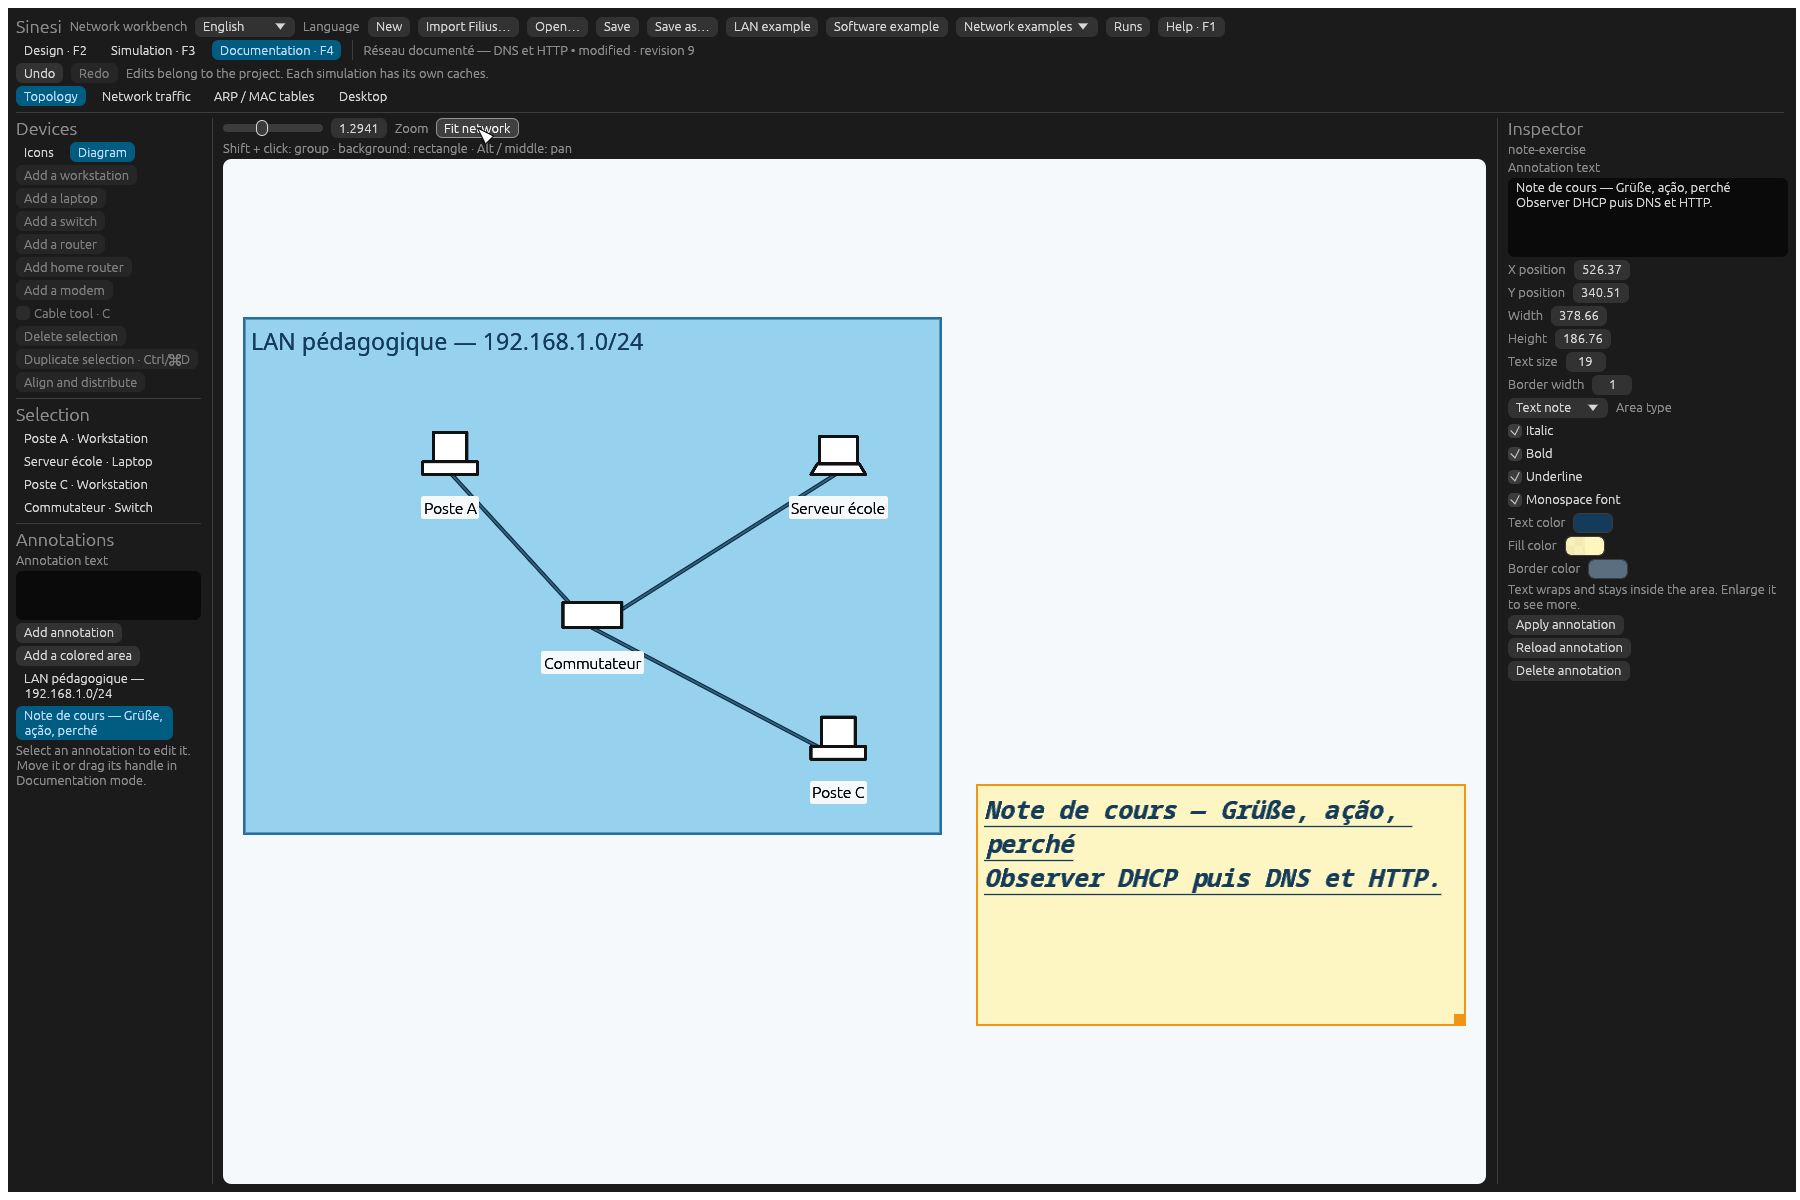 Sinesi Network workbench English Language New Import Filius... Open... Save Save as... LAN example Software example Network examples Runs Help · F1
Design · F2 Simulation · F3 Documentation · F4 Réseau documenté — DNS et HTTP • modified · revision 9
Undo Redo Edits belong to the project. Each simulation has its own caches.
Topology Network traffic ARP / MAC tables Desktop
Devices
Icons Diagram
Add a workstation
Add a laptop
Add a switch
Add a router
Add home router
Add a modem
Cable tool · C
Delete selection
Duplicate selection · Ctrl/⌘D
Align and distribute
Selection
Poste A · Workstation
Serveur école · Laptop
Poste C · Workstation
Commutateur · Switch
Annotations
Annotation text
Add annotation
Add a colored area
LAN pédagogique —
192.168.1.0/24
Note de cours — Grüße,
ação, perché
Select an annotation to edit it.
Move it or drag its handle in
Documentation mode.
1.2941 Zoom Fit network
Shift + click: group · background: rectangle · Alt / middle: pan
LAN pédagogique — 192.168.1.0/24
Poste A
Serveur école
Commutateur
Poste C
Note de cours — Grüße, ação,
perché
Observer DHCP puis DNS et HTTP.
Inspector
note-exercise
Annotation text
Note de cours — Grüße, ação, perché
Observer DHCP puis DNS et HTTP.
X position 526.37
Y position 340.51
Width 378.66
Height 186.76
Text size 19
Border width 1
Text note Area type
Italic
Bold
Underline
Monospace font
Text color
Fill color
Border color
Text wraps and stays inside the area. Enlarge it
to see more.
Apply annotation
Reload annotation
Delete annotation